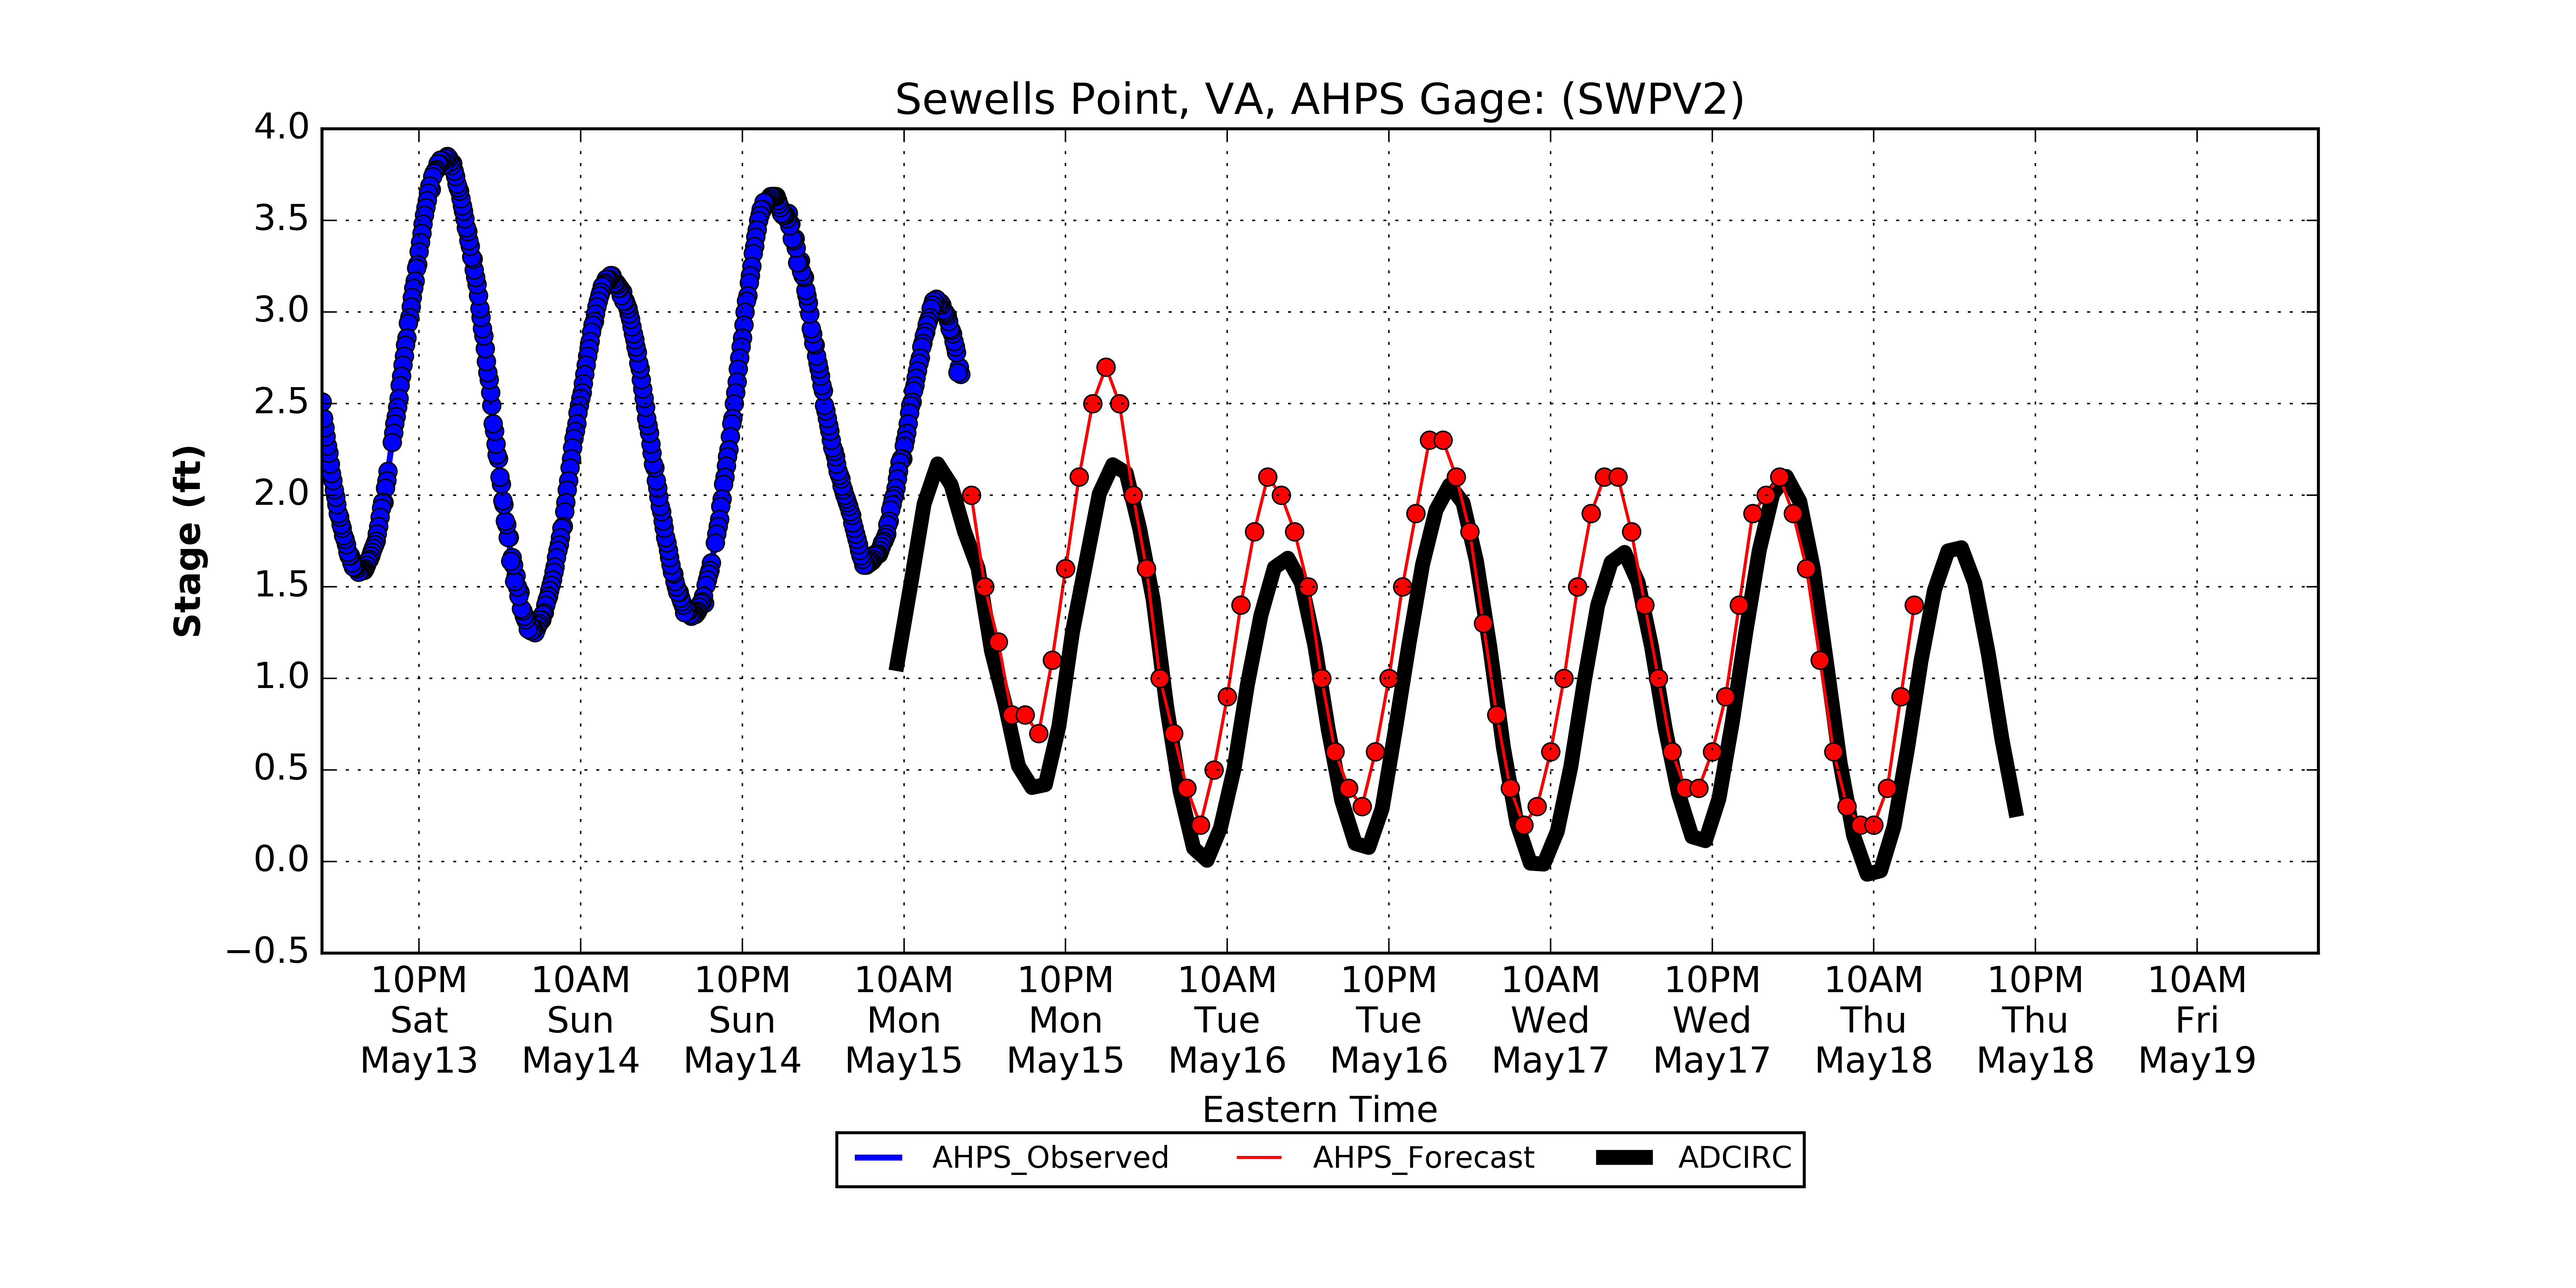 Sewells Point, VA, AHPS Gage: (SWPV2)
Stage (ft)
4.0
3.5
3.0
2.5
2.0
1.5
1.0
0.5
0.0
−0.5
10PM 10AM 10PM 10AM 10PM 10AM 10PM 10AM 10PM 10AM 10PM 10AM
Sat Sun Sun Mon Mon Tue Tue Wed Wed Thu Thu Fri
May13 May14 May14 May15 May15 May16 May16 May17 May17 May18 May18 May19
Eastern Time
AHPS_Observed AHPS_Forecast ADCIRC